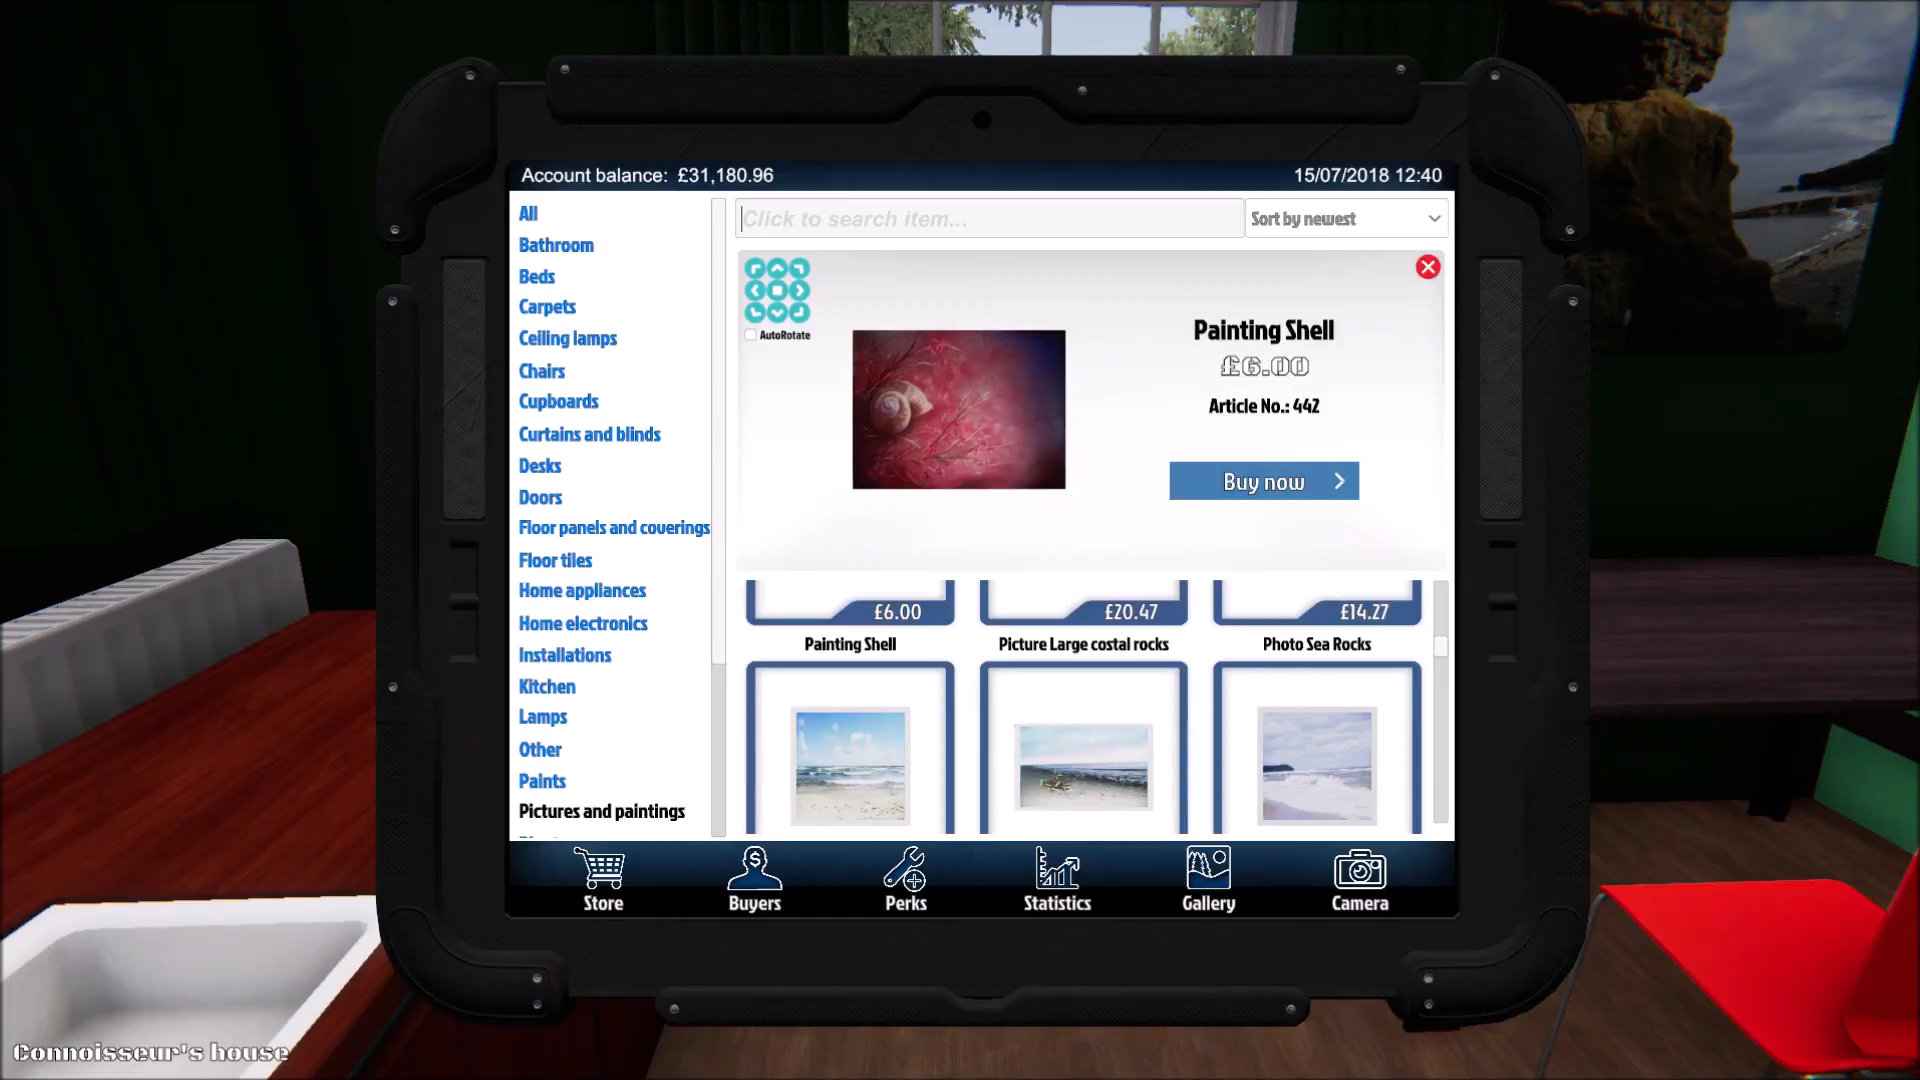 Account balance: £31,180.96
15/07/2018 12:40
All
Bathroom
Beds
Carpets
Ceiling lamps
Chairs
Cupboards
Curtains and blinds
Desks
Doors
Floor panels and coverings
Floor tiles
Home appliances
Home electronics
Installations
Kitchen
Lamps
Other
Paints
Pictures and paintings
Click to search item...
Sort by newest
AutoRotate
Painting Shell
£6.00
Article No.: 442
Buy now
£6.00
£20.47
£14.27
Painting Shell
Picture Large costal rocks
Photo Sea Rocks
Store
Buyers
Perks
Statistics
Gallery
Camera
Connoisseur's house